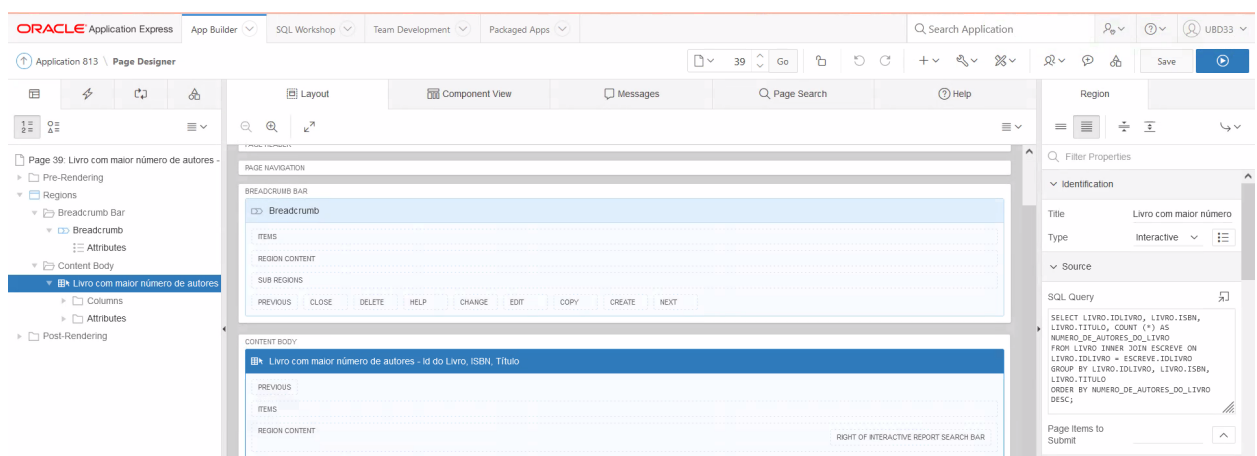 ORACLE Application Express App Builder SQL Workshop Team Development Packaged Apps Search Application UBD33
Application 813 \ Page Designer 39 Go Save
Layout Component View Messages Page Search Help Region
Page 39: Livro com maior número de autores -
Pre-Rendering
Regions
Breadcrumb Bar
Breadcrumb
Attributes
Content Body
Livro com maior número de autores
Columns
Attributes
Post-Rendering
PAGE NAVIGATION
BREADCRUMB BAR
Breadcrumb
ITEMS
REGION CONTENT
SUB REGIONS
PREVIOUS CLOSE DELETE HELP CHANGE EDIT COPY CREATE NEXT
CONTENT BODY
Livro com maior número de autores - Id do Livro, ISBN, Título
PREVIOUS
ITEMS
REGION CONTENT
RIGHT OF INTERACTIVE REPORT SEARCH BAR
Filter Properties
Identification
Title Livro com maior número
Type Interactive
Source
SQL Query
SELECT LIVRO.IDLIVRO, LIVRO.ISBN,
LIVRO.TITULO, COUNT (*) AS
NUMERO_DE_AUTORES_DO_LIVRO
FROM LIVRO INNER JOIN ESCREVE ON
LIVRO.IDLIVRO = ESCREVE.IDLIVRO
GROUP BY LIVRO.IDLIVRO, LIVRO.ISBN,
LIVRO.TITULO
ORDER BY NUMERO_DE_AUTORES_DO_LIVRO
DESC;
Page Items to
Submit